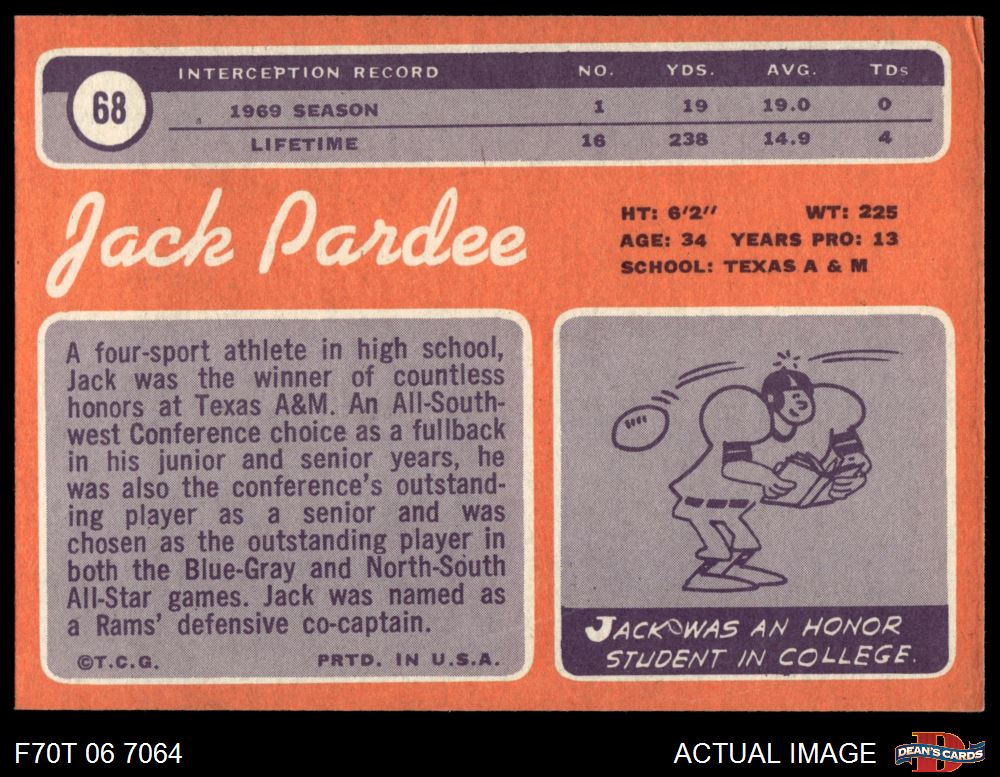 68
INTERCEPTION RECORD NO. YDS. AVG. TDs
1969 SEASON 1 19 19.0 0
LIFETIME 16 238 14.9 4
Jack Pardee
HT: 6'2'' WT: 225
AGE: 34 YEARS PRO: 13
SCHOOL: TEXAS A & M
A four-sport athlete in high school,
Jack was the winner of countless
honors at Texas A&M. An All-South-
west Conference choice as a fullback
in his junior and senior years, he
was also the conference's outstand-
ing player as a senior and was
chosen as the outstanding player in
both the Blue-Gray and North-South
All-Star games. Jack was named as
a Rams' defensive co-captain.
©T.C.G. PRTD. IN U.S.A.
JACK WAS AN HONOR
STUDENT IN COLLEGE.
F70T 06 7064
ACTUAL IMAGE
D
DEAN'S CARDS